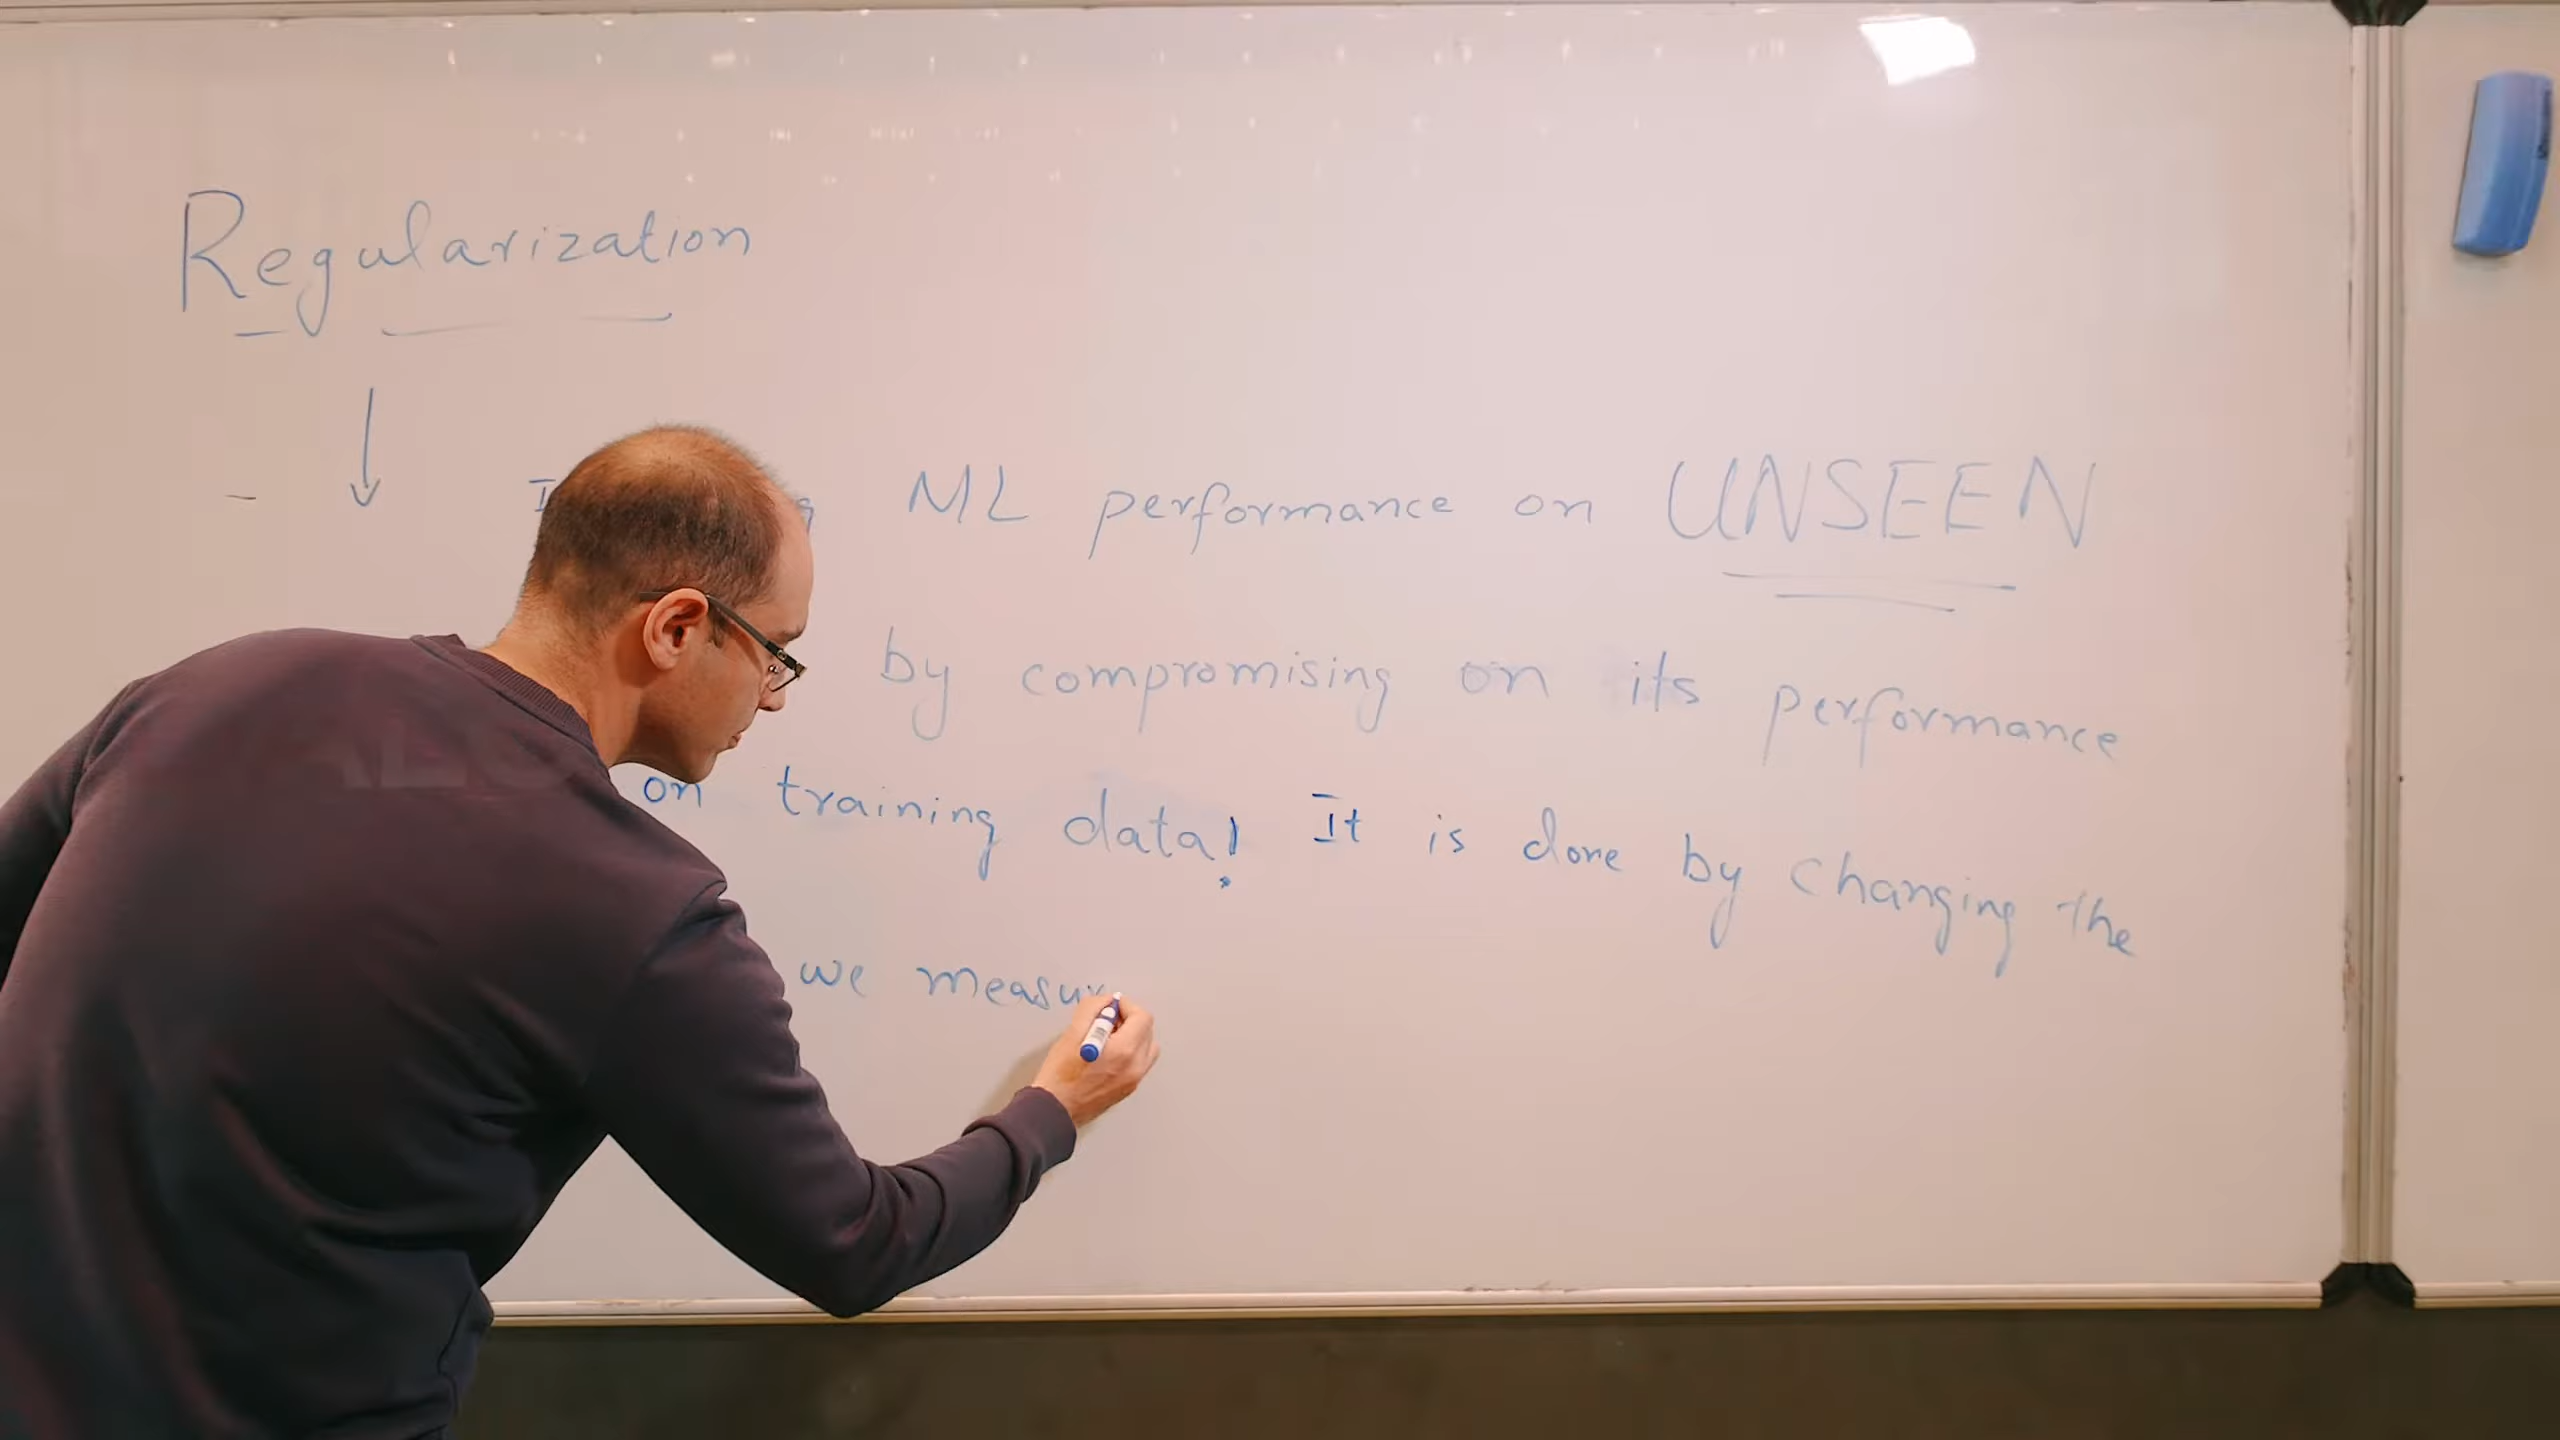 Regularization
- ML performance on UNSEEN
by compromising on its performance
on training data! It is done by changing the
we measur